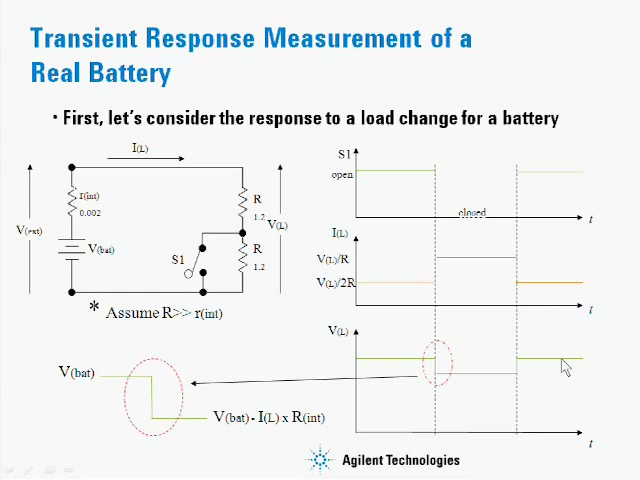 Transient Response Measurement of a
Real Battery
• First, let's consider the response to a load change for a battery
I(L)
r(int)
0.002
V(ext)
V(bat)
R
1.2
V(L)
R
1.2
S1
* Assume R>> r(int)
S1
open
closed
t
I(L)
V(L)/R
V(L)/2R
t
V(L)
t
V(bat)
V(bat) - I(L) x R(int)
Agilent Technologies